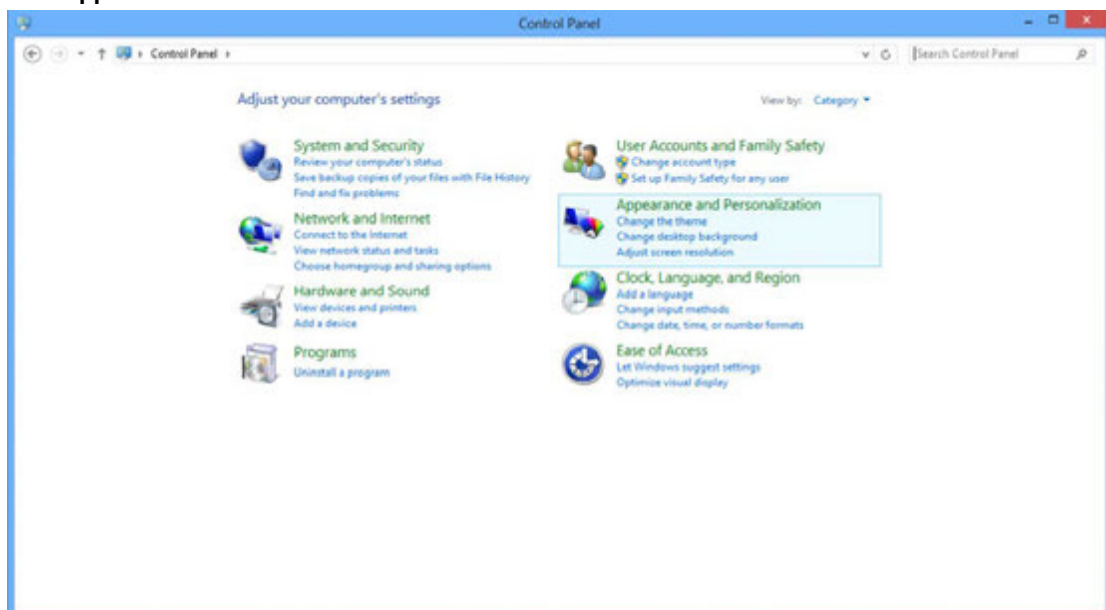 Control Panel
Control Panel
Search Control Panel
Adjust your computer's settings
View by: Category
System and Security
Review your computer's status
Save backup copies of your files with File History
Find and fix problems
Network and Internet
Connect to the Internet
View network status and tasks
Choose homegroup and sharing options
Hardware and Sound
View devices and printers
Add a device
Programs
Uninstall a program
User Accounts and Family Safety
Change account type
Set up Family Safety for any user
Appearance and Personalization
Change the theme
Change desktop background
Adjust screen resolution
Clock, Language, and Region
Add a language
Change input methods
Change date, time, or number formats
Ease of Access
Let Windows suggest settings
Optimize visual display